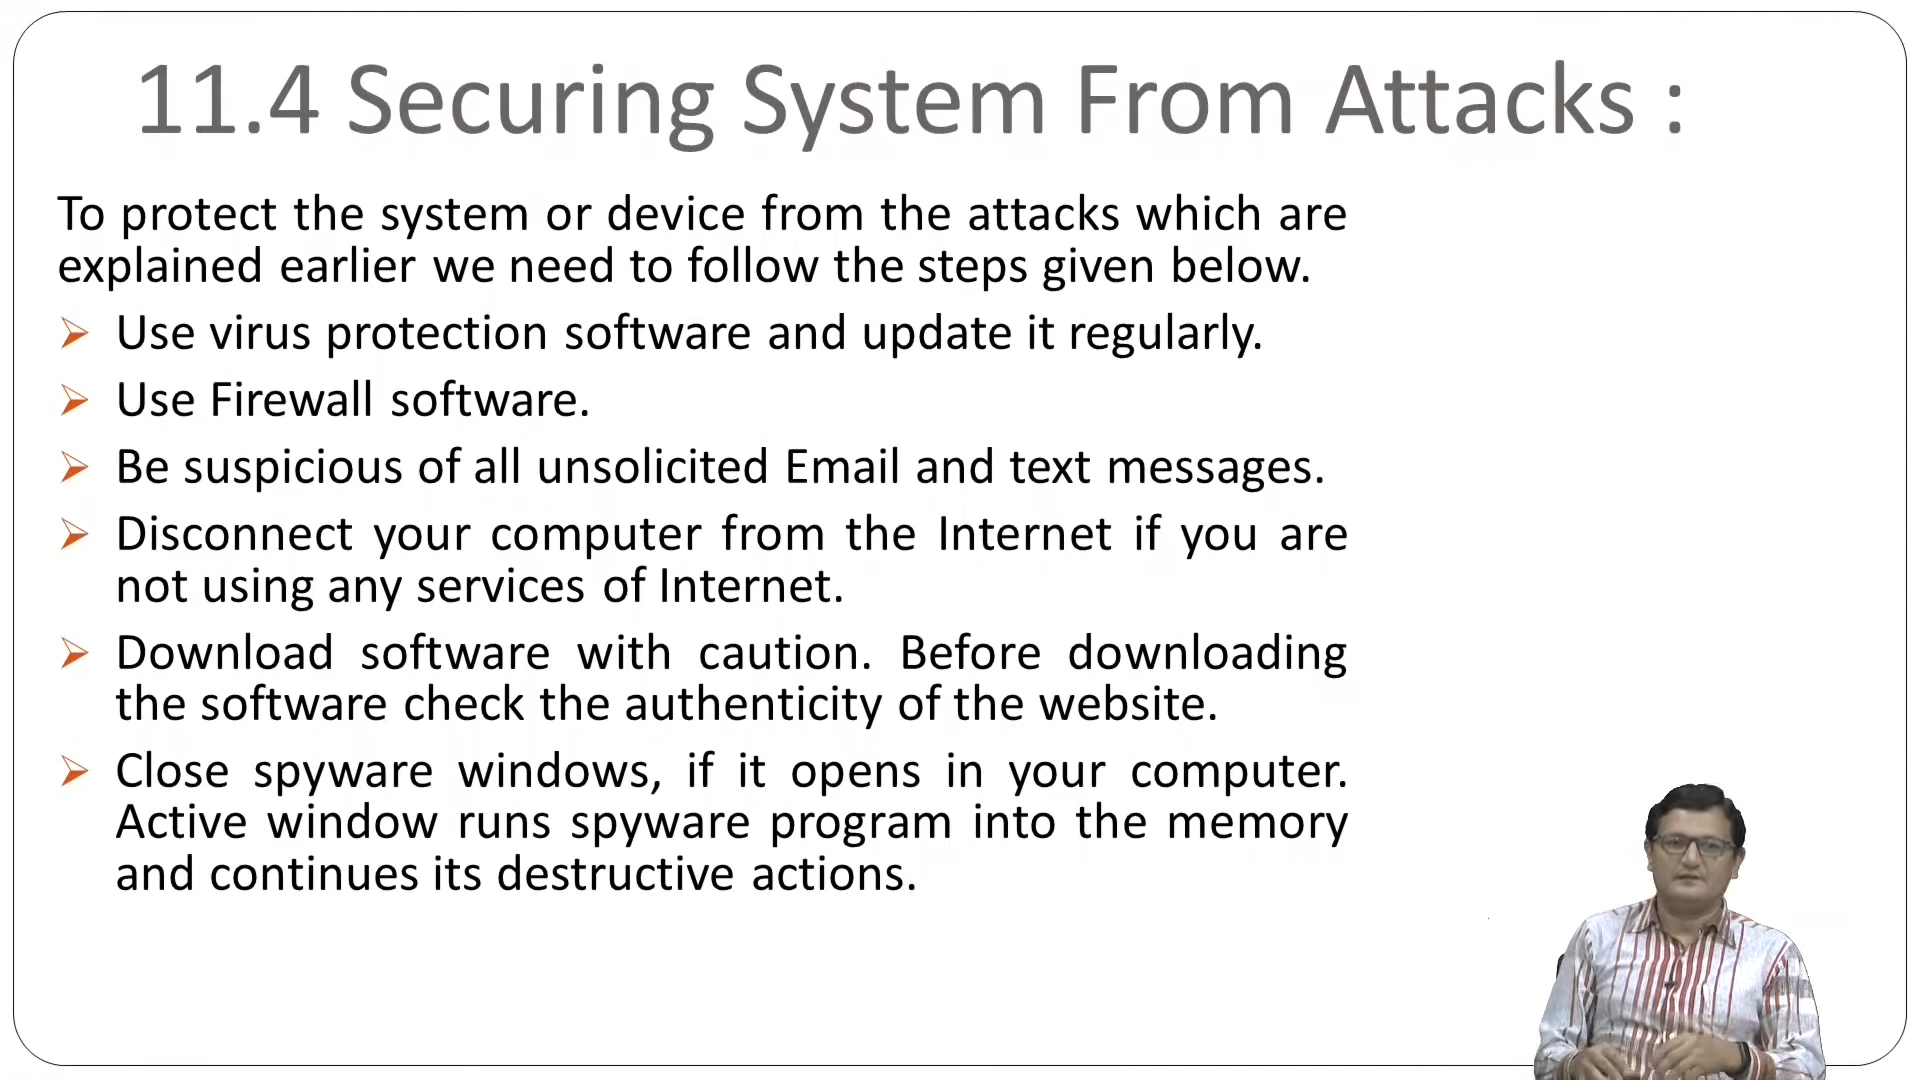 11.4 Securing System From Attacks :
To protect the system or device from the attacks which are
explained earlier we need to follow the steps given below.
Use virus protection software and update it regularly.
Use Firewall software.
Be suspicious of all unsolicited Email and text messages.
Disconnect your computer from the Internet if you are
not using any services of Internet.
Download software with caution. Before downloading
the software check the authenticity of the website.
Close spyware windows, if it opens in your computer.
Active window runs spyware program into the memory
and continues its destructive actions.